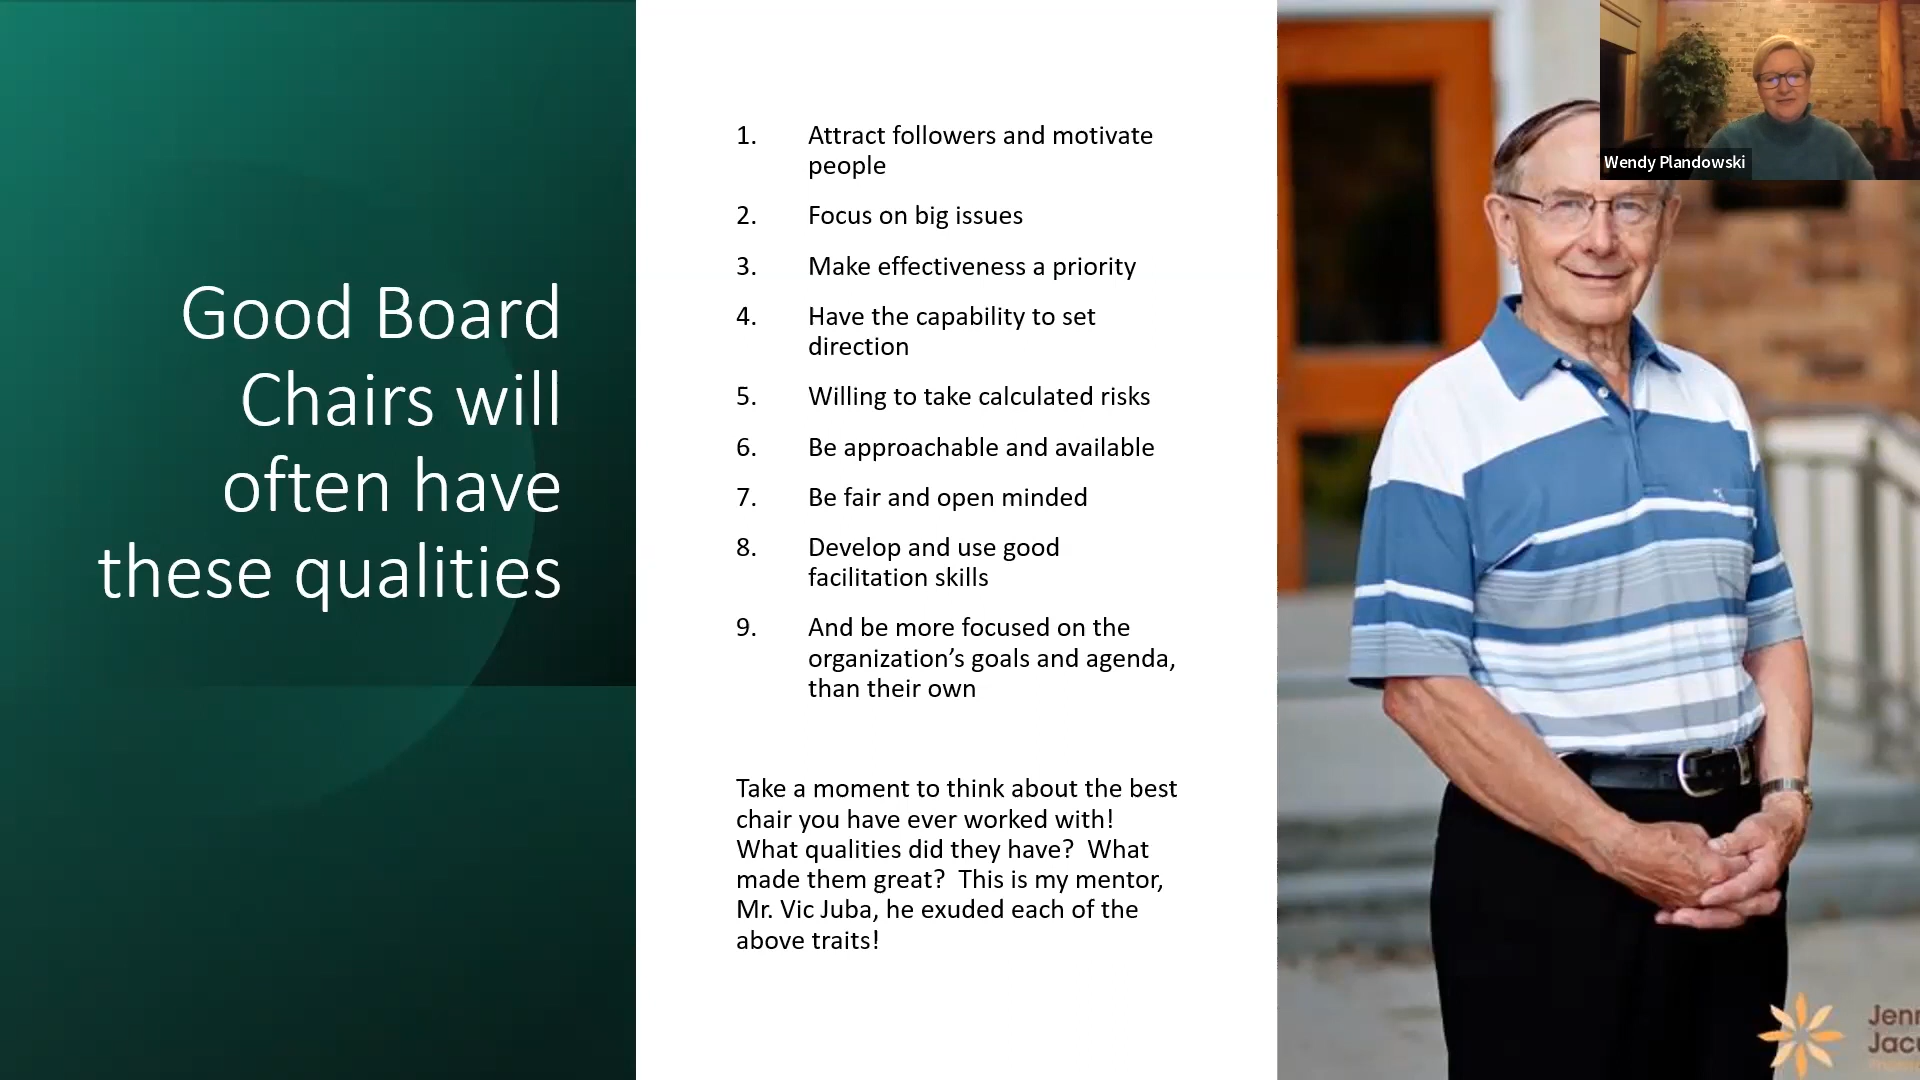 Good Board
Chairs will
often have
these qualities
1. Attract followers and motivate
people
2. Focus on big issues
3. Make effectiveness a priority
4. Have the capability to set
direction
5. Willing to take calculated risks
6. Be approachable and available
7. Be fair and open minded
8. Develop and use good
facilitation skills
9. And be more focused on the
organization’s goals and agenda,
than their own
Take a moment to think about the best
chair you have ever worked with!
What qualities did they have?  What
made them great?  This is my mentor,
Mr. Vic Juba, he exuded each of the
above traits!
Wendy Plandowski